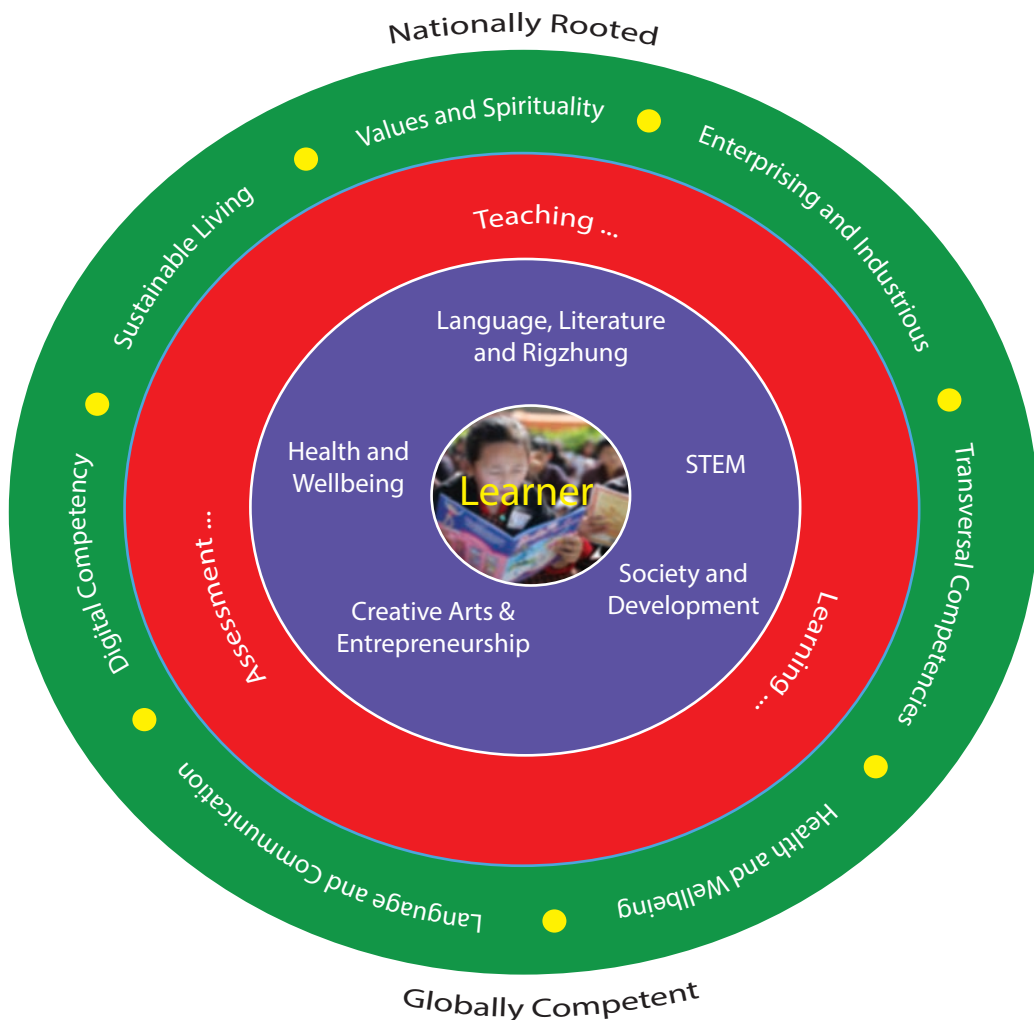 Nationally Rooted
Values and Spirituality
Enterprising and Industrious
Transversal Competencies
Health and Wellbeing
Language and Communication
Digital Competency
Sustainable Living
Teaching ...
Learning ...
Assessment ...
Language, Literature
and Rigzhung
STEM
Society and
Development
Creative Arts &
Entrepreneurship
Health and
Wellbeing
Learner
Globally Competent